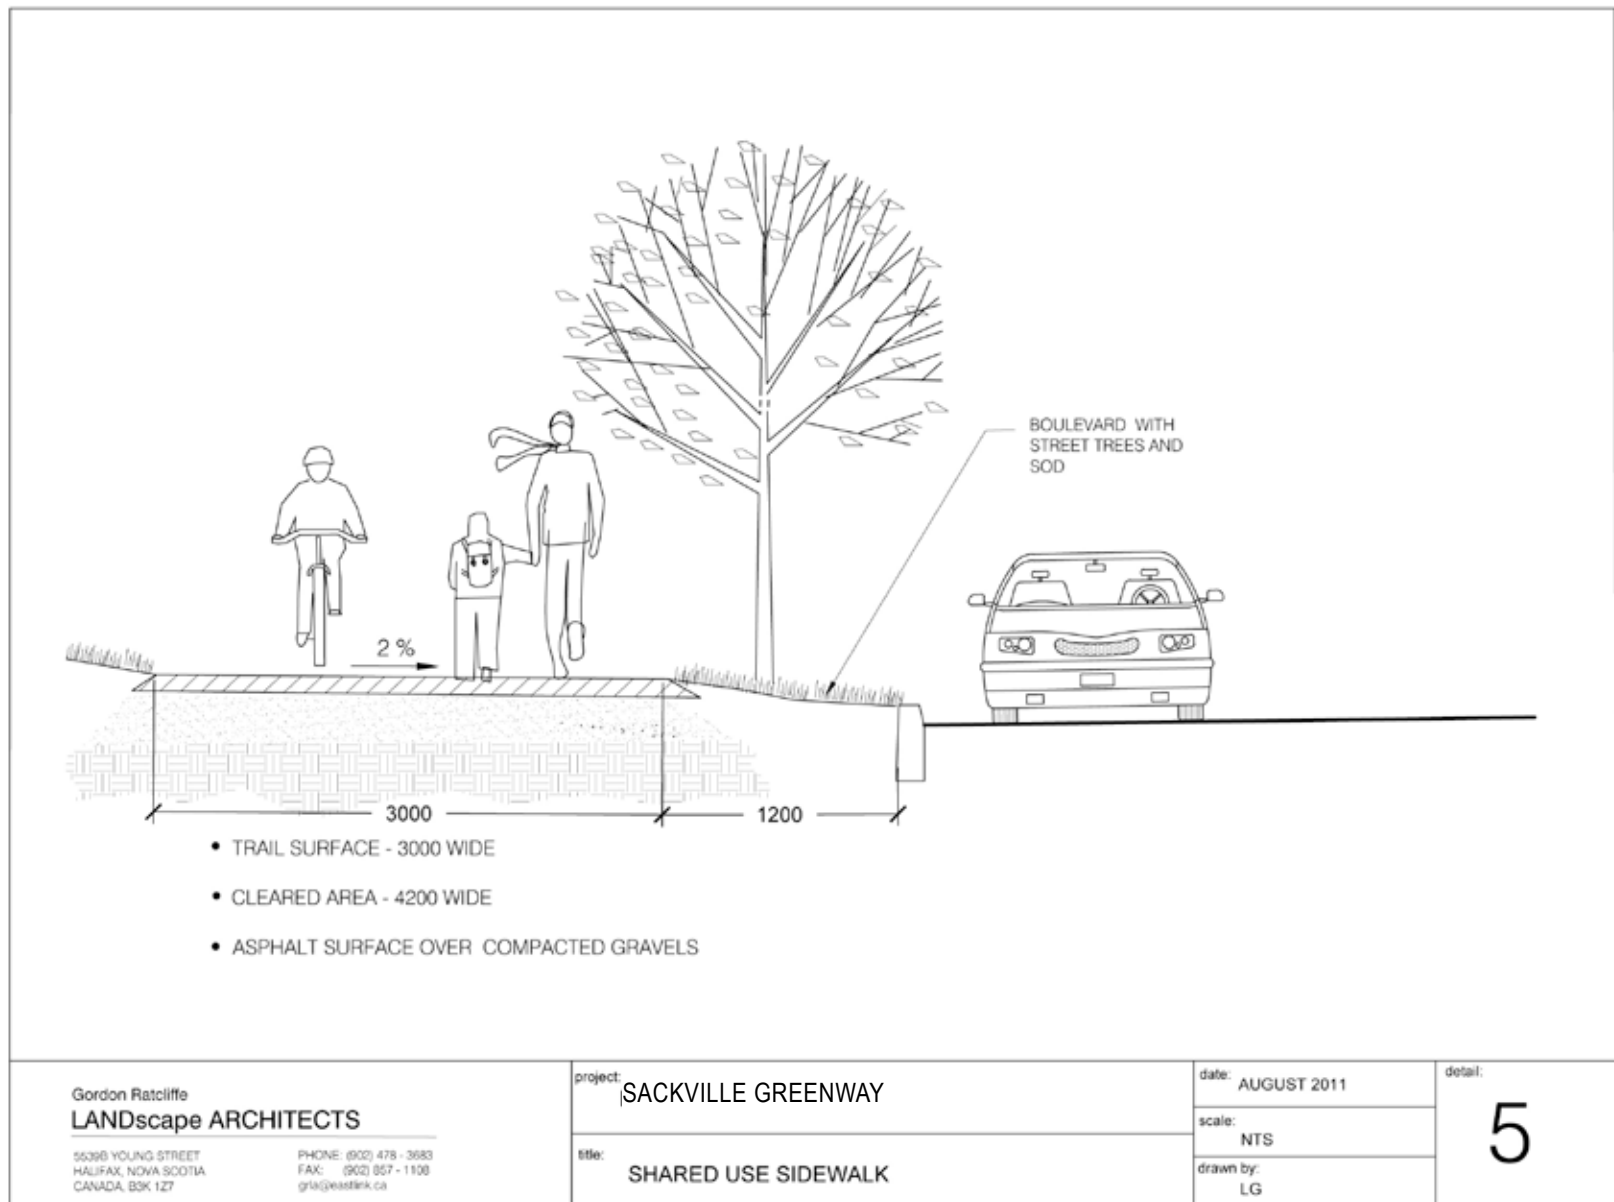 BOULEVARD WITH
STREET TREES AND
SOD
2 %
3000
1200
• TRAIL SURFACE - 3000 WIDE
• CLEARED AREA - 4200 WIDE
• ASPHALT SURFACE OVER COMPACTED GRAVELS
Gordon Ratcliffe
LANDscape ARCHITECTS
5539B YOUNG STREET
HALIFAX, NOVA SCOTIA
CANADA, B3K 1Z7
PHONE: (902) 478 - 3683
FAX: (902) 857 - 1108
grla@eastlink.ca
project:
SACKVILLE GREENWAY
title:
SHARED USE SIDEWALK
date: AUGUST 2011
scale:
NTS
drawn by:
LG
detail:
5